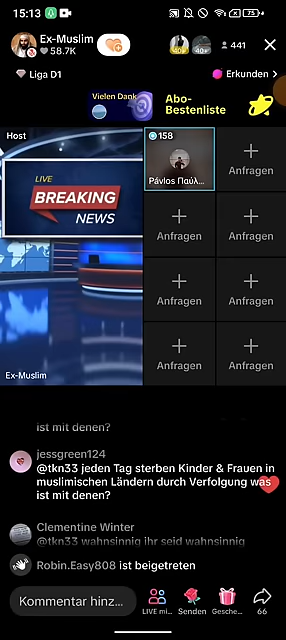 15:13
75
Ex-Muslim
58.7K
441
Liga D1
Erkunden
Vielen Dank
Abo-
Bestenliste
Host
LIVE
BREAKING
NEWS
Ex-Muslim
158
Pávlos Παύλ...
Anfragen
Anfragen
Anfragen
Anfragen
Anfragen
Anfragen
Anfragen
ist mit denen?
jessgreen124
@tkn33 jeden Tag sterben Kinder & Frauen in
muslimischen Ländern durch Verfolgung was
ist mit denen?
Clementine Winter
@tkn33 wahnsinnig ihr seid wahnsinnig
Robin.Easy808 ist beigetreten
Kommentar hinz...
LIVE mi...
Senden
Gesche...
66